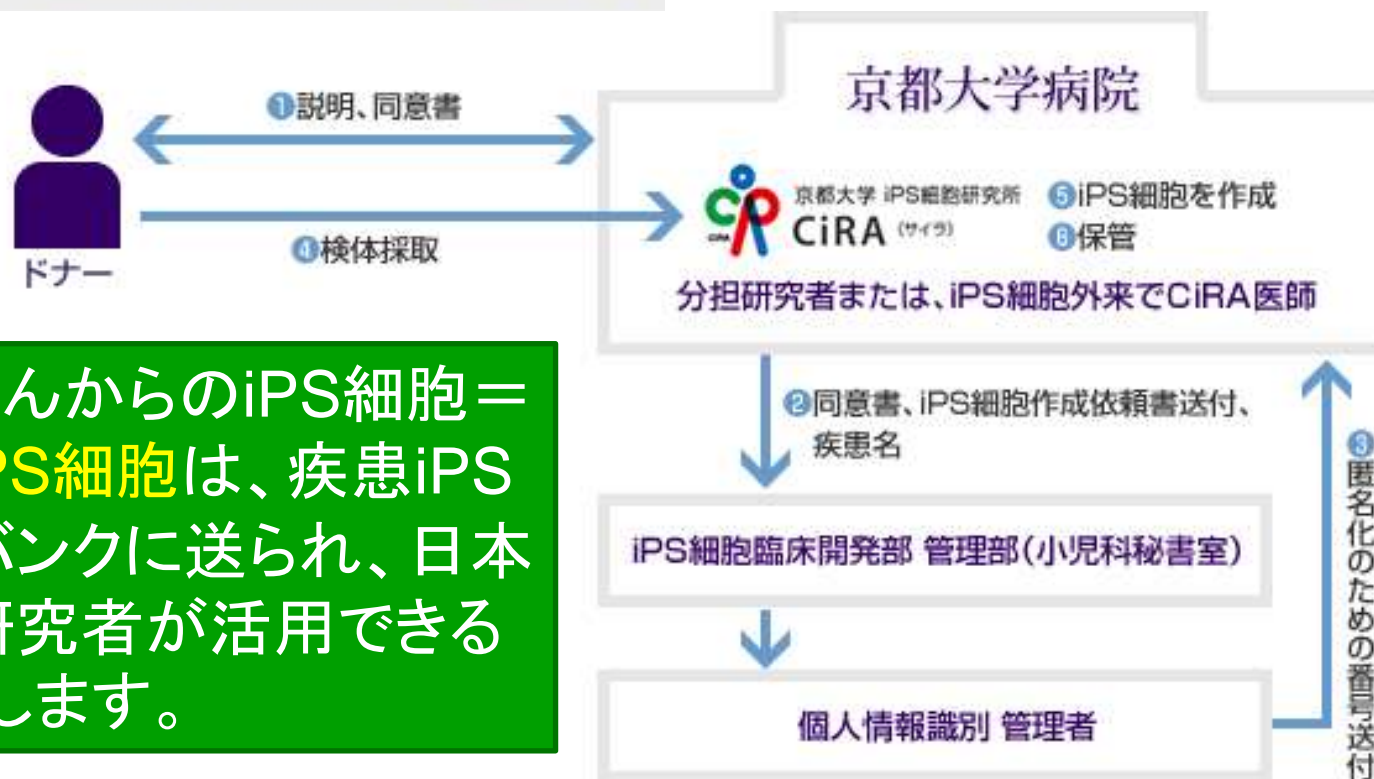 京都大学病院
❶説明、同意書
京都大学 iPS細胞研究所
CiRA (サイラ)
❺iPS細胞を作成
❻保管
❹検体採取
ドナー
分担研究者または、iPS細胞外来でCiRA医師
んからのiPS細胞＝
PS細胞は、疾患iPS
バンクに送られ、日本
研究者が活用できる
します。
❷同意書、iPS細胞作成依頼書送付、
疾患名
❸匿名化のための番号送付
iPS細胞臨床開発部 管理部(小児科秘書室)
個人情報識別 管理者